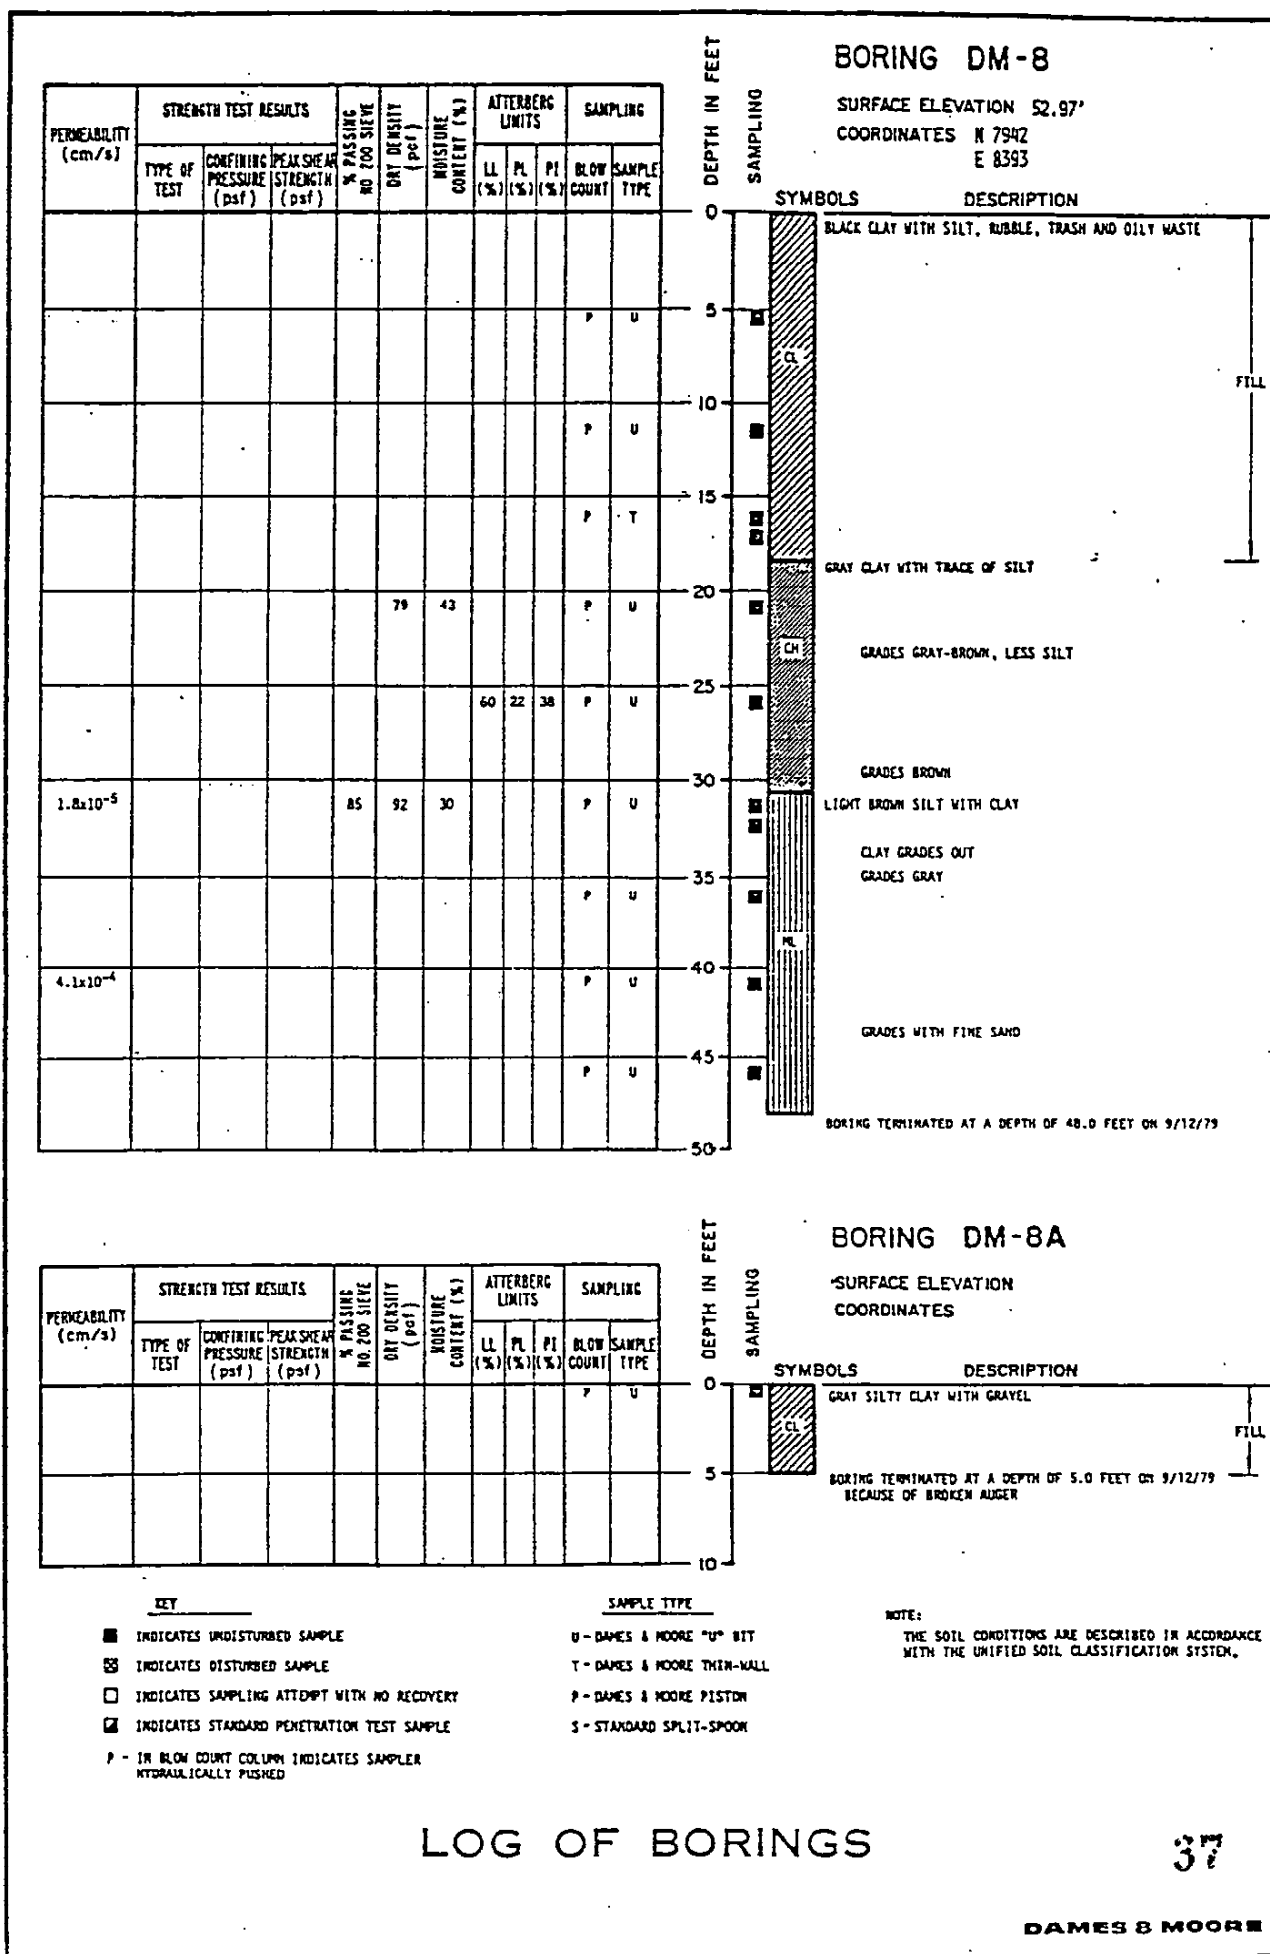 BORING DM-8
SURFACE ELEVATION 52.97'
COORDINATES N 7942
E 8393
PERMEABILITY (cm/s)
STRENGTH TEST RESULTS
TYPE OF TEST
CONFINING PRESSURE (psf)
PEAK SHEAR STRENGTH (psf)
% PASSING NO 200 SIEVE
DRY DENSITY (pcf)
MOISTURE CONTENT (%)
ATTERBERG LIMITS
LL (%)
PL (%)
PI (%)
SAMPLING
BLOW COUNT
SAMPLE TYPE
DEPTH IN FEET
SAMPLING
SYMBOLS DESCRIPTION
0 BLACK CLAY WITH SILT, RUBBLE, TRASH AND OILY WASTE
P U 5
CL
FILL
10
P U
15
P T
GRAY CLAY WITH TRACE OF SILT
20
79 43 P U
CH GRADES GRAY-BROWN, LESS SILT
25
60 22 38 P U
GRADES BROWN
30
1.8x10-5 85 92 30 P U LIGHT BROWN SILT WITH CLAY
CLAY GRADES OUT
35 GRADES GRAY
P U
ML
40
4.1x10-4 P U
GRADES WITH FINE SAND
45
P U
BORING TERMINATED AT A DEPTH OF 48.0 FEET ON 9/12/79
50
BORING DM-8A
SURFACE ELEVATION
COORDINATES
PERMEABILITY (cm/s)
STRENGTH TEST RESULTS
TYPE OF TEST
CONFINING PRESSURE (psf)
PEAK SHEAR STRENGTH (psf)
% PASSING NO. 200 SIEVE
DRY DENSITY (pcf)
MOISTURE CONTENT (%)
ATTERBERG LIMITS
LL (%)
PL (%)
PI (%)
SAMPLING
BLOW COUNT
SAMPLE TYPE
DEPTH IN FEET
SAMPLING
SYMBOLS DESCRIPTION
0
P U GRAY SILTY CLAY WITH GRAVEL
CL FILL
5 BORING TERMINATED AT A DEPTH OF 5.0 FEET ON 9/12/79
BECAUSE OF BROKEN AUGER
10
KEY
INDICATES UNDISTURBED SAMPLE
INDICATES DISTURBED SAMPLE
INDICATES SAMPLING ATTEMPT WITH NO RECOVERY
INDICATES STANDARD PENETRATION TEST SAMPLE
P - IN BLOW COUNT COLUMN INDICATES SAMPLER
HYDRAULICALLY PUSHED
SAMPLE TYPE
U - DAMES & MOORE "U" BIT
T - DAMES & MOORE THIN-WALL
P - DAMES & MOORE PISTON
S - STANDARD SPLIT-SPOON
NOTE:
THE SOIL CONDITIONS ARE DESCRIBED IN ACCORDANCE
WITH THE UNIFIED SOIL CLASSIFICATION SYSTEM.
LOG OF BORINGS
37
DAMES & MOORE